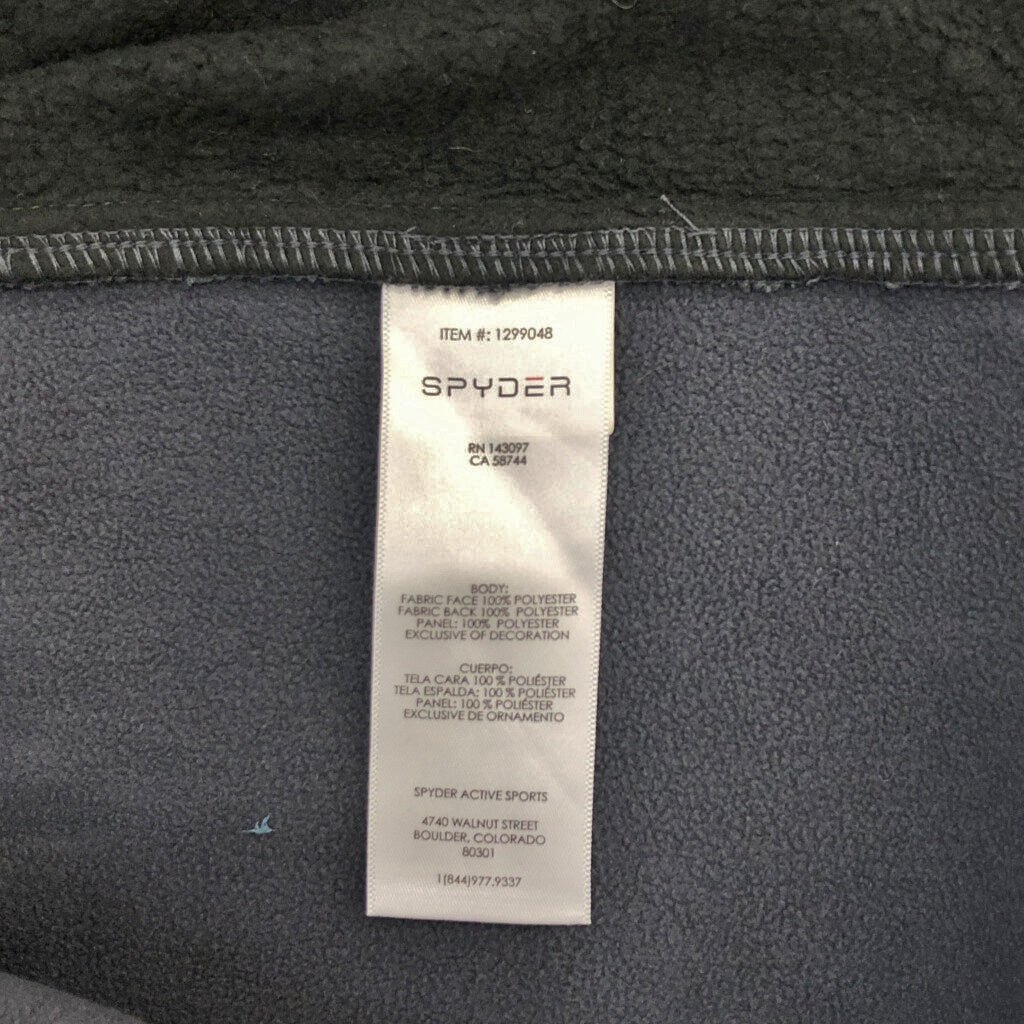 ITEM #: 1299048
SPYDER
RN 143097
CA 58744
BODY:
FABRIC FACE 100% POLYESTER
FABRIC BACK 100% POLYESTER
PANEL: 100% POLYESTER
EXCLUSIVE OF DECORATION
CUERPO:
TELA CARA 100 % POLIÉSTER
TELA ESPALDA: 100 % POLIÉSTER
PANEL: 100 % POLIÉSTER
EXCLUSIVE DE ORNAMENTO
SPYDER ACTIVE SPORTS
4740 WALNUT STREET
BOULDER, COLORADO
80301
1(844)977.9337